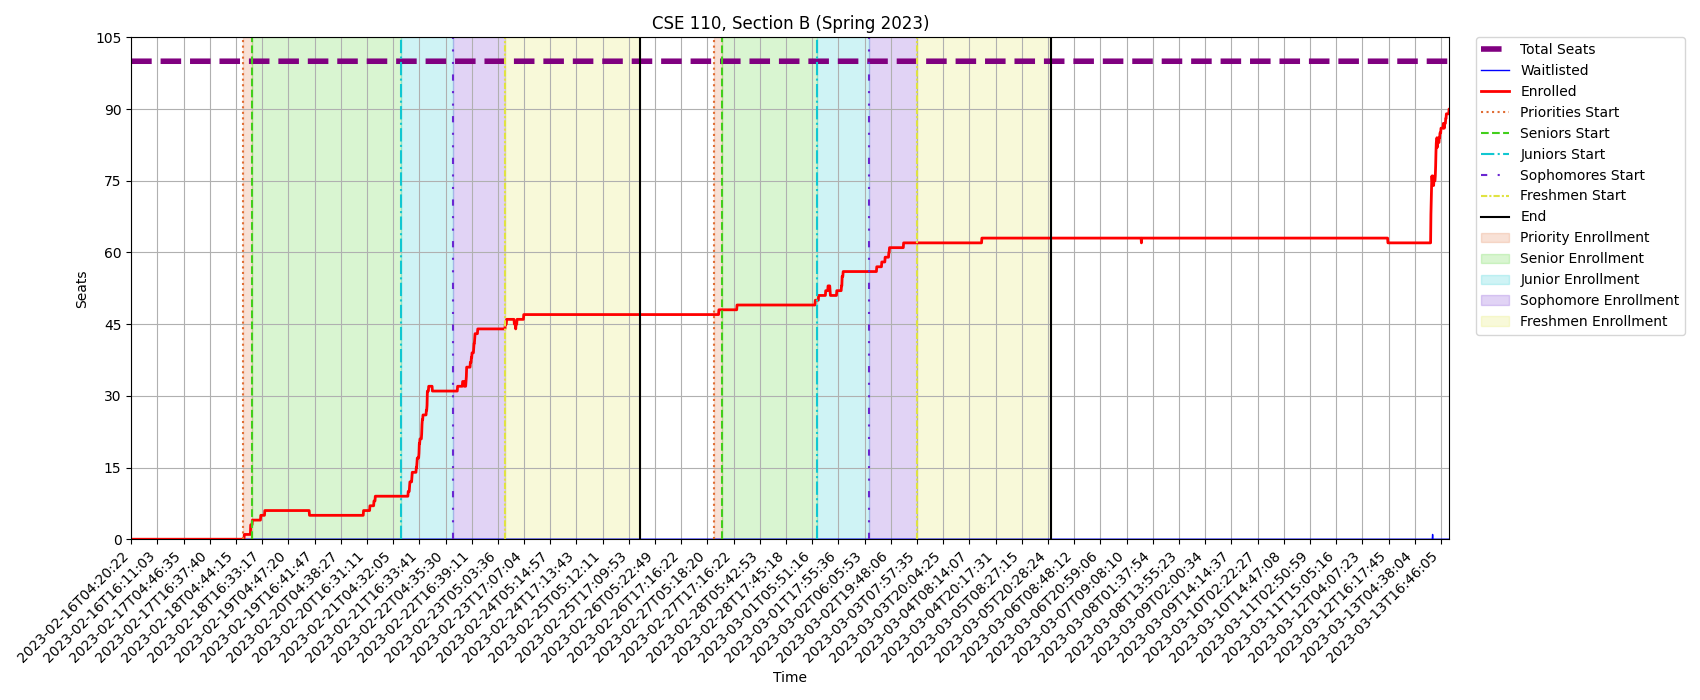 CSE 110, Section B (Spring 2023)
105
90
75
60
45
30
15
0
Seats
2023-02-16T04:20:22
2023-02-16T16:11:03
2023-02-17T04:46:35
2023-02-17T16:37:40
2023-02-18T04:44:15
2023-02-18T16:33:17
2023-02-19T04:47:20
2023-02-19T16:41:47
2023-02-20T04:38:27
2023-02-20T16:31:11
2023-02-21T04:32:05
2023-02-21T16:33:41
2023-02-22T04:35:30
2023-02-22T16:39:11
2023-02-23T05:03:36
2023-02-23T17:07:04
2023-02-24T05:14:57
2023-02-24T17:13:43
2023-02-25T05:12:11
2023-02-25T17:09:53
2023-02-26T05:22:49
2023-02-26T17:16:22
2023-02-27T05:18:20
2023-02-27T17:16:22
2023-02-28T05:42:53
2023-02-28T17:45:18
2023-03-01T05:51:16
2023-03-01T17:55:36
2023-03-02T06:05:53
2023-03-02T19:48:06
2023-03-03T07:57:35
2023-03-03T20:04:25
2023-03-04T08:14:07
2023-03-04T20:17:31
2023-03-05T08:27:15
2023-03-05T20:28:24
2023-03-06T08:48:12
2023-03-06T20:59:06
2023-03-07T09:08:10
2023-03-08T01:37:54
2023-03-08T13:55:23
2023-03-09T02:00:34
2023-03-09T14:14:37
2023-03-10T02:22:27
2023-03-10T14:47:08
2023-03-11T02:50:59
2023-03-11T15:05:16
2023-03-12T04:07:23
2023-03-12T16:17:45
2023-03-13T04:38:04
2023-03-13T16:46:05
Time
Total Seats
Waitlisted
Enrolled
Priorities Start
Seniors Start
Juniors Start
Sophomores Start
Freshmen Start
End
Priority Enrollment
Senior Enrollment
Junior Enrollment
Sophomore Enrollment
Freshmen Enrollment